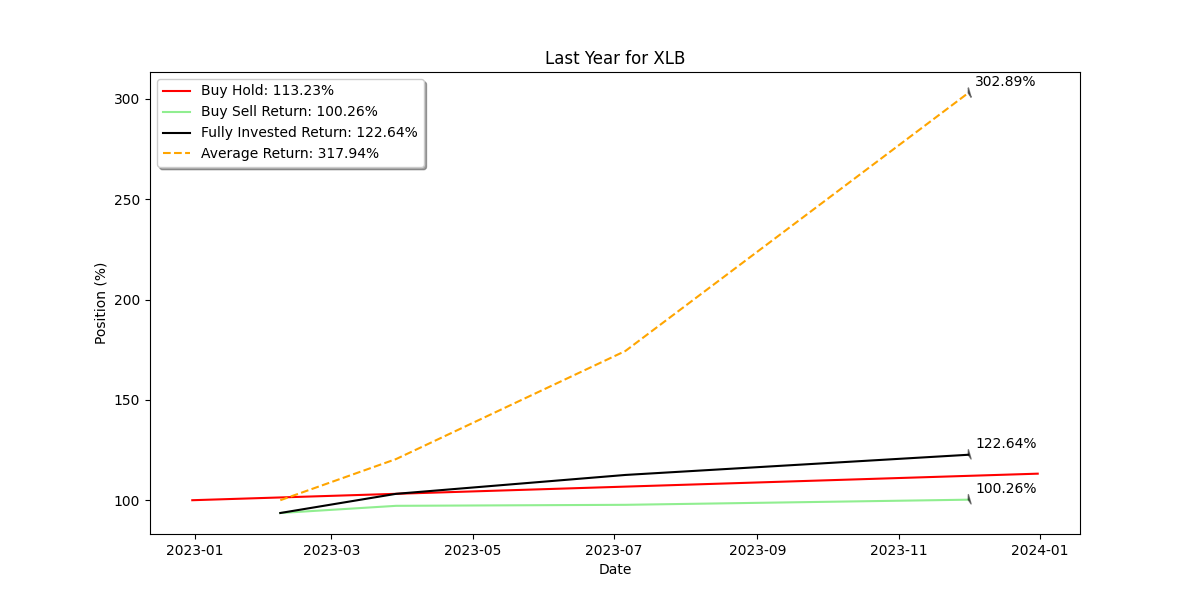 Last Year for XLB
Buy Hold: 113.23%
Buy Sell Return: 100.26%
Fully Invested Return: 122.64%
Average Return: 317.94%
302.89%
122.64%
100.26%
300
250
200
150
100
Position (%)
2023-01 2023-03 2023-05 2023-07 2023-09 2023-11 2024-01
Date